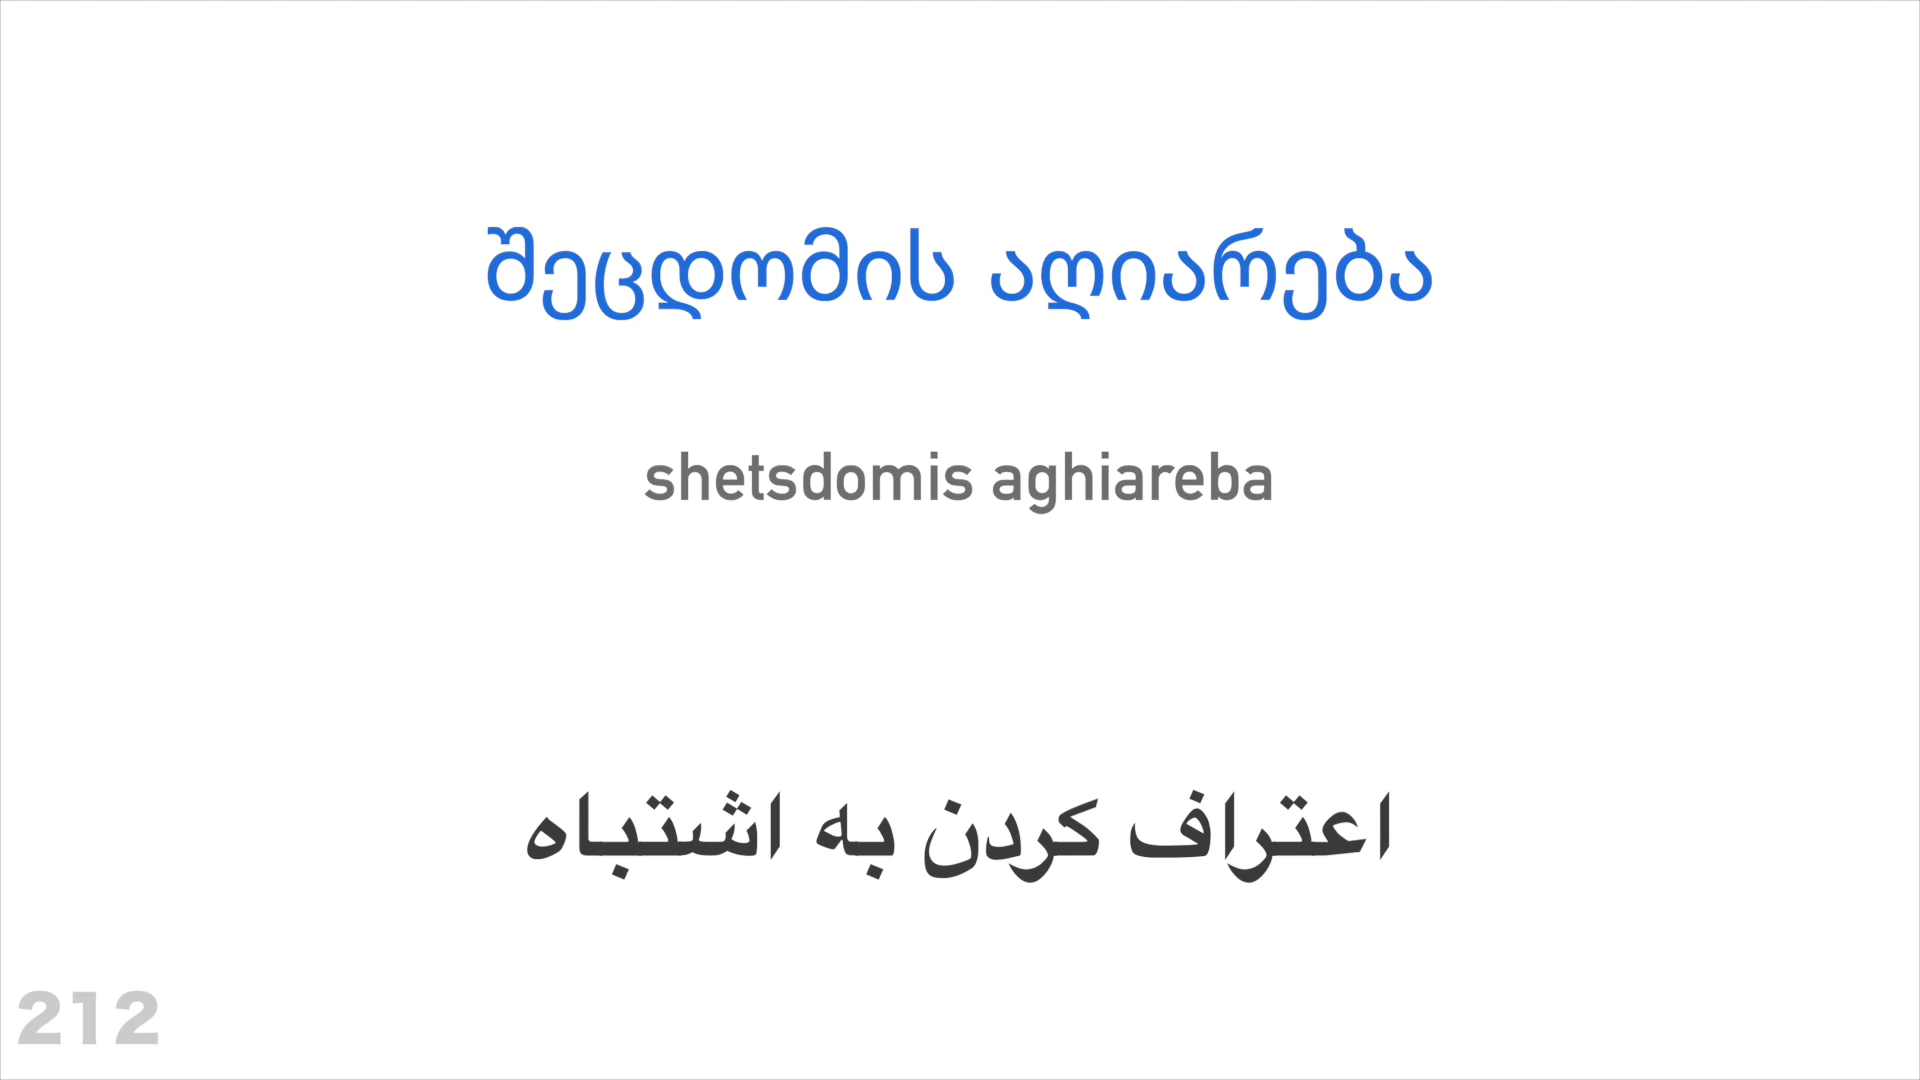 შეცდომის აღიარება
shetsdomis aghiareba
اعتراف کردن به اشتباه
212